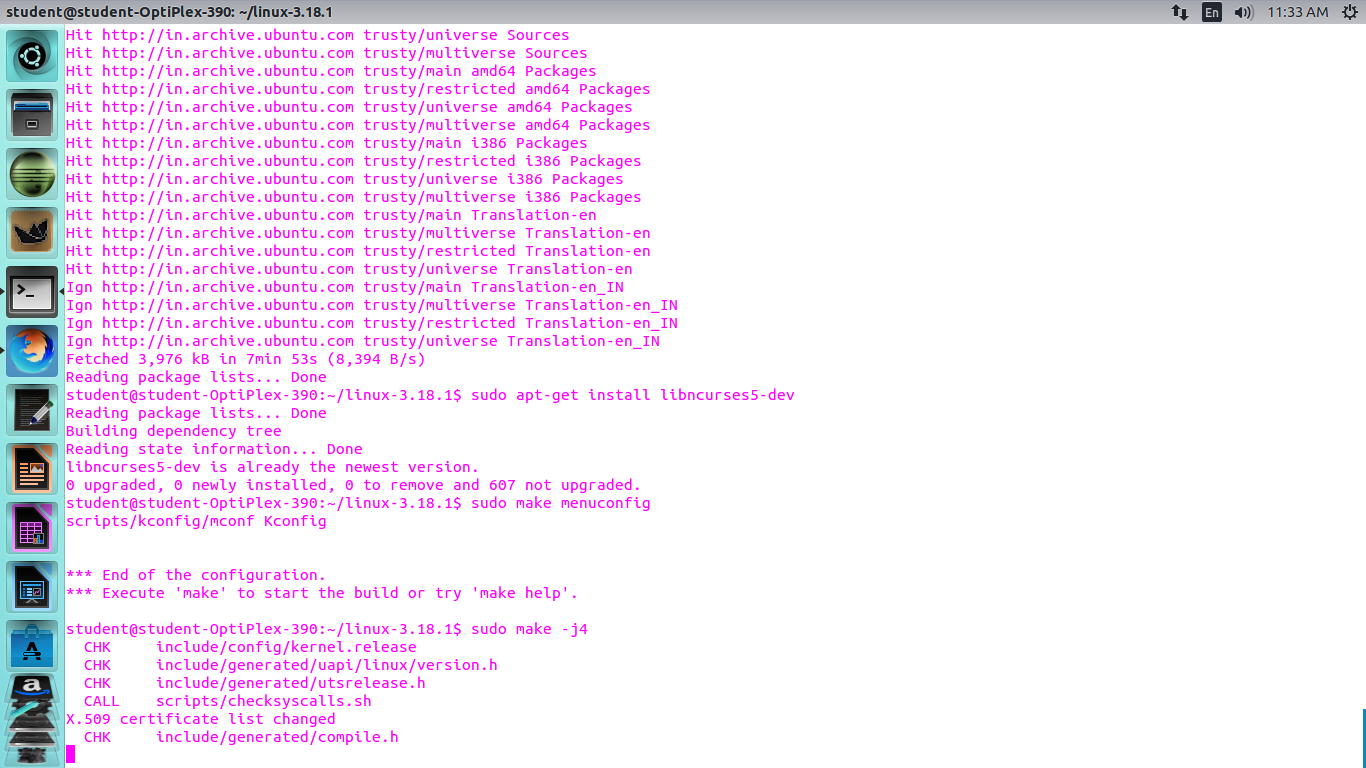 student@student-OptiPlex-390: ~/linux-3.18.1
En
11:33 AM
Hit http://in.archive.ubuntu.com trusty/universe Sources
Hit http://in.archive.ubuntu.com trusty/multiverse Sources
Hit http://in.archive.ubuntu.com trusty/main amd64 Packages
Hit http://in.archive.ubuntu.com trusty/restricted amd64 Packages
Hit http://in.archive.ubuntu.com trusty/universe amd64 Packages
Hit http://in.archive.ubuntu.com trusty/multiverse amd64 Packages
Hit http://in.archive.ubuntu.com trusty/main i386 Packages
Hit http://in.archive.ubuntu.com trusty/restricted i386 Packages
Hit http://in.archive.ubuntu.com trusty/universe i386 Packages
Hit http://in.archive.ubuntu.com trusty/multiverse i386 Packages
Hit http://in.archive.ubuntu.com trusty/main Translation-en
Hit http://in.archive.ubuntu.com trusty/multiverse Translation-en
Hit http://in.archive.ubuntu.com trusty/restricted Translation-en
Hit http://in.archive.ubuntu.com trusty/universe Translation-en
Ign http://in.archive.ubuntu.com trusty/main Translation-en_IN
Ign http://in.archive.ubuntu.com trusty/multiverse Translation-en_IN
Ign http://in.archive.ubuntu.com trusty/restricted Translation-en_IN
Ign http://in.archive.ubuntu.com trusty/universe Translation-en_IN
Fetched 3,976 kB in 7min 53s (8,394 B/s)
Reading package lists... Done
student@student-OptiPlex-390:~/linux-3.18.1$ sudo apt-get install libncurses5-dev
Reading package lists... Done
Building dependency tree
Reading state information... Done
libncurses5-dev is already the newest version.
0 upgraded, 0 newly installed, 0 to remove and 607 not upgraded.
student@student-OptiPlex-390:~/linux-3.18.1$ sudo make menuconfig
scripts/kconfig/mconf Kconfig
*** End of the configuration.
*** Execute 'make' to start the build or try 'make help'.
student@student-OptiPlex-390:~/linux-3.18.1$ sudo make -j4
CHK     include/config/kernel.release
CHK     include/generated/uapi/linux/version.h
CHK     include/generated/utsrelease.h
CALL    scripts/checksyscalls.sh
X.509 certificate list changed
CHK     include/generated/compile.h